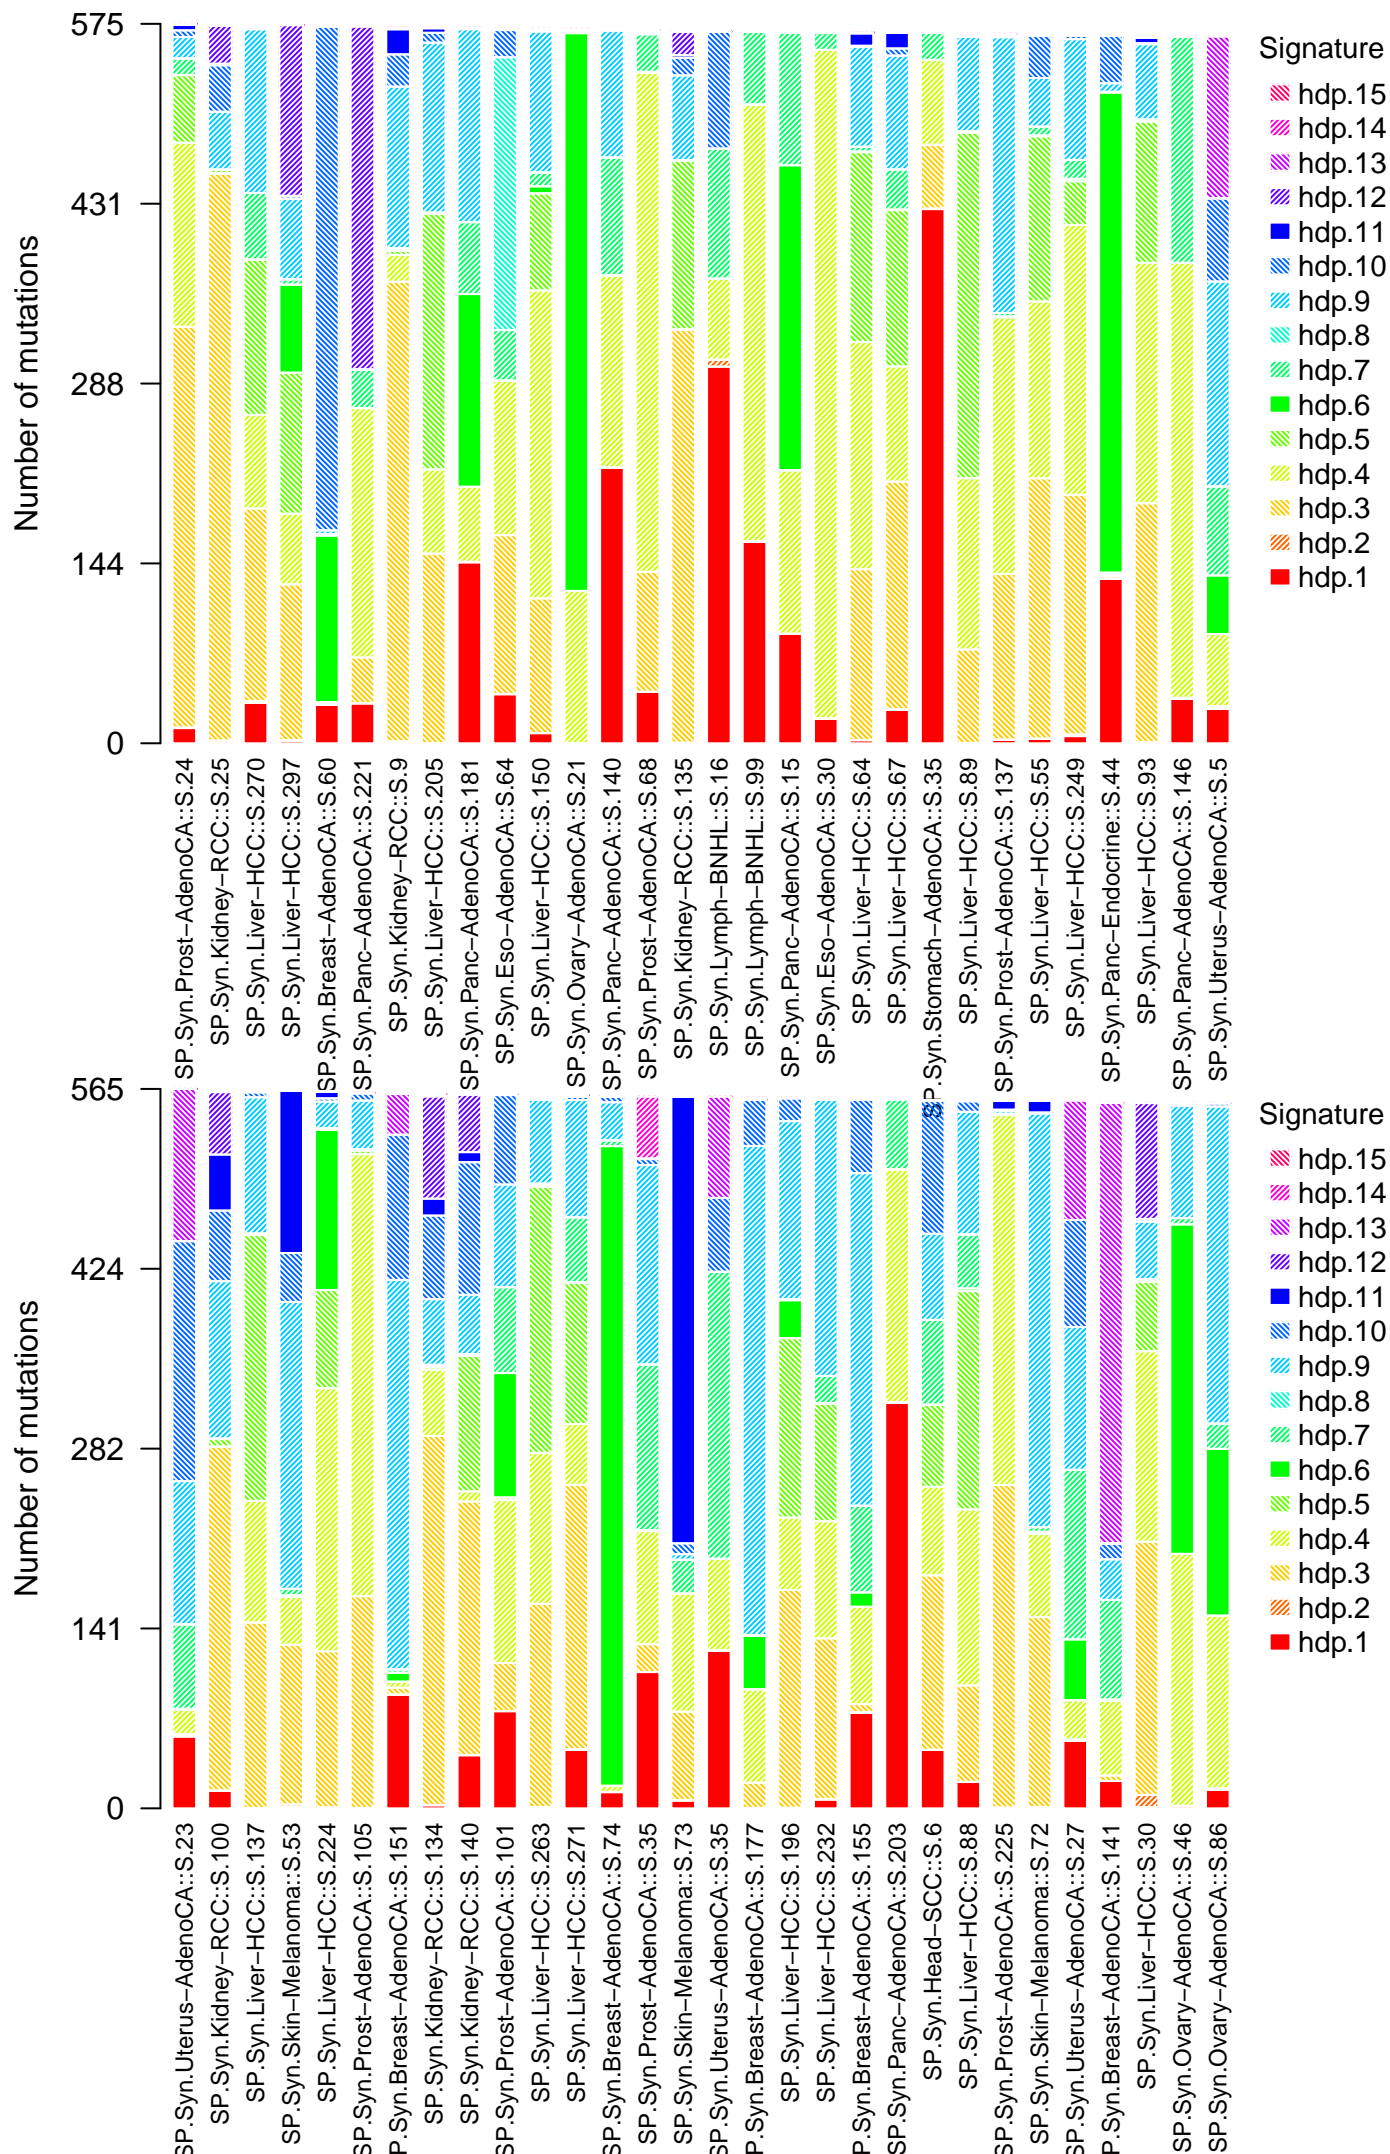 575
431
288
144
0
Number of mutations
Signature
hdp.15
hdp.14
hdp.13
hdp.12
hdp.11
hdp.10
hdp.9
hdp.8
hdp.7
hdp.6
hdp.5
hdp.4
hdp.3
hdp.2
hdp.1
SP.Syn.Prost−AdenoCA::S.24
SP.Syn.Kidney−RCC::S.25
SP.Syn.Liver−HCC::S.270
SP.Syn.Liver−HCC::S.297
SP.Syn.Breast−AdenoCA::S.60
SP.Syn.Panc−AdenoCA::S.221
SP.Syn.Kidney−RCC::S.9
SP.Syn.Liver−HCC::S.205
SP.Syn.Panc−AdenoCA::S.181
SP.Syn.Eso−AdenoCA::S.64
SP.Syn.Liver−HCC::S.150
SP.Syn.Ovary−AdenoCA::S.21
SP.Syn.Panc−AdenoCA::S.140
SP.Syn.Prost−AdenoCA::S.68
SP.Syn.Kidney−RCC::S.135
SP.Syn.Lymph−BNHL::S.16
SP.Syn.Lymph−BNHL::S.99
SP.Syn.Panc−AdenoCA::S.15
SP.Syn.Eso−AdenoCA::S.30
SP.Syn.Liver−HCC::S.64
SP.Syn.Liver−HCC::S.67
SP.Syn.Stomach−AdenoCA::S.35
SP.Syn.Liver−HCC::S.89
SP.Syn.Prost−AdenoCA::S.137
SP.Syn.Liver−HCC::S.55
SP.Syn.Liver−HCC::S.249
SP.Syn.Panc−Endocrine::S.44
SP.Syn.Liver−HCC::S.93
SP.Syn.Panc−AdenoCA::S.146
SP.Syn.Uterus−AdenoCA::S.5
565
424
282
141
0
Number of mutations
Signature
hdp.15
hdp.14
hdp.13
hdp.12
hdp.11
hdp.10
hdp.9
hdp.8
hdp.7
hdp.6
hdp.5
hdp.4
hdp.3
hdp.2
hdp.1
SP.Syn.Uterus−AdenoCA::S.23
SP.Syn.Kidney−RCC::S.100
SP.Syn.Liver−HCC::S.137
SP.Syn.Skin−Melanoma::S.53
SP.Syn.Liver−HCC::S.224
SP.Syn.Prost−AdenoCA::S.105
P.Syn.Breast−AdenoCA::S.151
SP.Syn.Kidney−RCC::S.134
SP.Syn.Kidney−RCC::S.140
SP.Syn.Prost−AdenoCA::S.101
SP.Syn.Liver−HCC::S.263
SP.Syn.Liver−HCC::S.271
SP.Syn.Breast−AdenoCA::S.74
SP.Syn.Prost−AdenoCA::S.35
SP.Syn.Skin−Melanoma::S.73
SP.Syn.Uterus−AdenoCA::S.35
P.Syn.Breast−AdenoCA::S.177
SP.Syn.Liver−HCC::S.196
SP.Syn.Liver−HCC::S.232
P.Syn.Breast−AdenoCA::S.155
SP.Syn.Panc−AdenoCA::S.203
SP.Syn.Head−SCC::S.6
SP.Syn.Liver−HCC::S.88
SP.Syn.Prost−AdenoCA::S.225
SP.Syn.Skin−Melanoma::S.72
SP.Syn.Uterus−AdenoCA::S.27
P.Syn.Breast−AdenoCA::S.141
SP.Syn.Liver−HCC::S.30
SP.Syn.Ovary−AdenoCA::S.46
SP.Syn.Ovary−AdenoCA::S.86